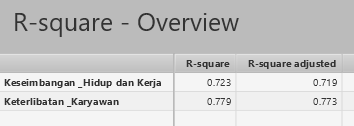 R-square - Overview
R-square R-square adjusted
Keseimbangan _Hidup dan Kerja 0.723 0.719
Keterlibatan _Karyawan 0.779 0.773